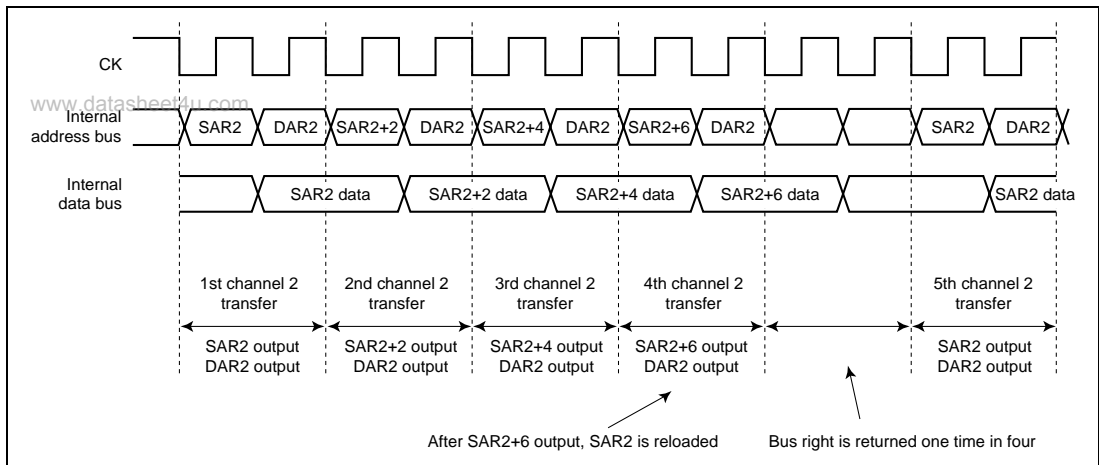 CK
www.datasheet4u.com
Internal
address bus
SAR2 DAR2 SAR2+2 DAR2 SAR2+4 DAR2 SAR2+6 DAR2 SAR2 DAR2
Internal
data bus
SAR2 data SAR2+2 data SAR2+4 data SAR2+6 data SAR2 data
1st channel 2
transfer
2nd channel 2
transfer
3rd channel 2
transfer
4th channel 2
transfer
5th channel 2
transfer
SAR2 output
DAR2 output
SAR2+2 output
DAR2 output
SAR2+4 output
DAR2 output
SAR2+6 output
DAR2 output
SAR2 output
DAR2 output
After SAR2+6 output, SAR2 is reloaded
Bus right is returned one time in four